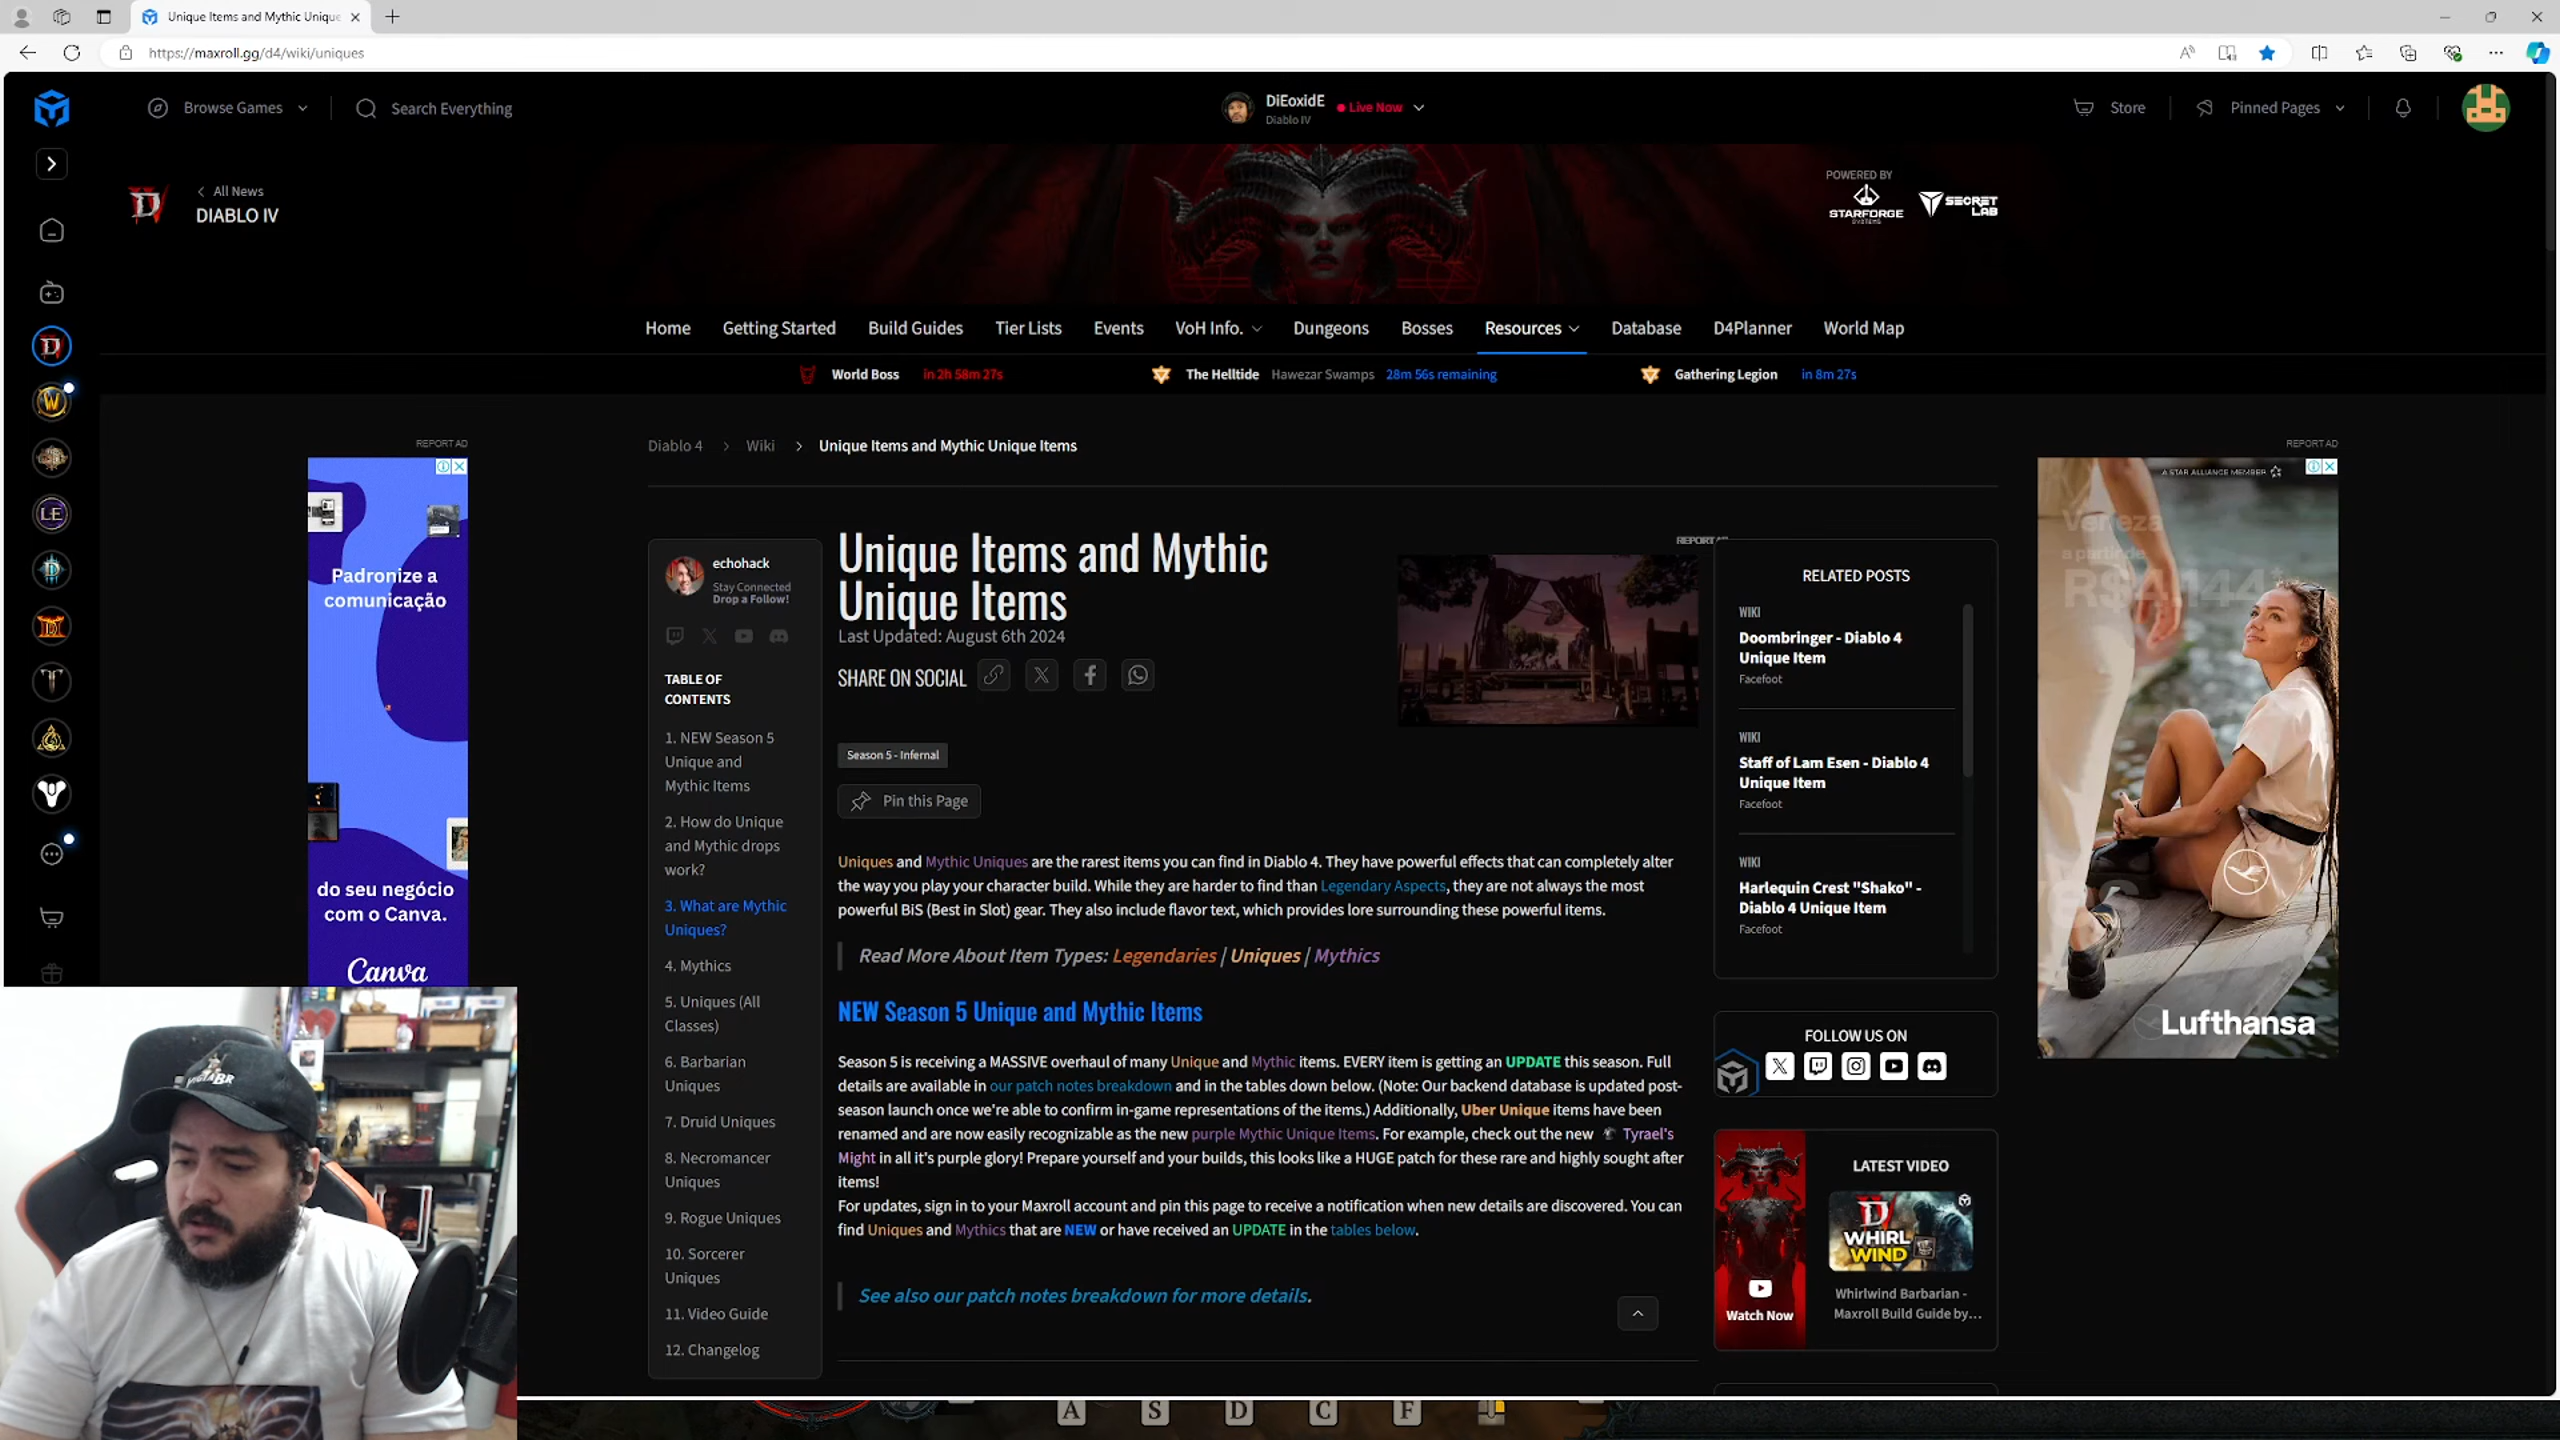 Unique Items and Mythic Unique
https://maxroll.gg/d4/wiki/uniques
Browse Games
Search Everything
DiEoxidE
Diablo IV
Live Now
Store
Pinned Pages
All News
DIABLO IV
POWERED BY
STARFORGE
SYSTEMS
SECRET
LAB
Home
Getting Started
Build Guides
Tier Lists
Events
VoH Info.
Dungeons
Bosses
Resources
Database
D4Planner
World Map
World Boss in 2h 58m 27s
The Helltide Hawezar Swamps 28m 56s remaining
Gathering Legion in 8m 27s
REPORT AD
Padronize a
comunicação
do seu negócio
com o Canva.
Canva
Diablo 4 > Wiki > Unique Items and Mythic Unique Items
echohack
Stay Connected
Drop a Follow!
TABLE OF
CONTENTS
1. NEW Season 5
Unique and
Mythic Items
2. How do Unique
and Mythic drops
work?
3. What are Mythic
Uniques?
4. Mythics
5. Uniques (All
Classes)
6. Barbarian
Uniques
7. Druid Uniques
8. Necromancer
Uniques
9. Rogue Uniques
10. Sorcerer
Uniques
11. Video Guide
12. Changelog
Unique Items and Mythic
Unique Items
Last Updated: August 6th 2024
SHARE ON SOCIAL
Season 5 - Infernal
Pin this Page
Uniques and Mythic Uniques are the rarest items you can find in Diablo 4. They have powerful effects that can completely alter
the way you play your character build. While they are harder to find than Legendary Aspects, they are not always the most
powerful BiS (Best in Slot) gear. They also include flavor text, which provides lore surrounding these powerful items.
Read More About Item Types: Legendaries | Uniques | Mythics
NEW Season 5 Unique and Mythic Items
Season 5 is receiving a MASSIVE overhaul of many Unique and Mythic items. EVERY item is getting an UPDATE this season. Full
details are available in our patch notes breakdown and in the tables down below. (Note: Our backend database is updated post-
season launch once we're able to confirm in-game representations of the items.) Additionally, Uber Unique items have been
renamed and are now easily recognizable as the new purple Mythic Unique Items. For example, check out the new Tyrael's
Might in all it's purple glory! Prepare yourself and your builds, this looks like a HUGE patch for these rare and highly sought after
items!
For updates, sign in to your Maxroll account and pin this page to receive a notification when new details are discovered. You can
find Uniques and Mythics that are NEW or have received an UPDATE in the tables below.
See also our patch notes breakdown for more details.
REPORT AD
RELATED POSTS
WIKI
Doombringer - Diablo 4
Unique Item
Facefoot
WIKI
Staff of Lam Esen - Diablo 4
Unique Item
Facefoot
WIKI
Harlequin Crest "Shako" -
Diablo 4 Unique Item
Facefoot
FOLLOW US ON
LATEST VIDEO
WHIRL
WIND
Watch Now
Whirlwind Barbarian -
Maxroll Build Guide by...
REPORT AD
A STAR ALLIANCE MEMBER
Veneza
a partir de
R$4.144*
Lufthansa
A
S
D
C
F